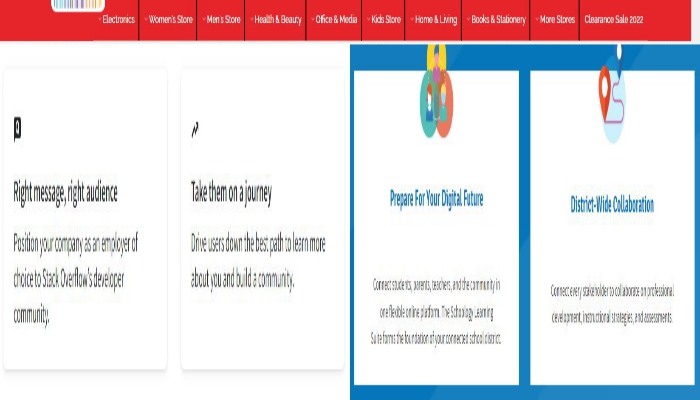 Electronics Women's Store Men's Store Health & Beauty Office & Media Kids Store Home & Living Books & Stationery More Stores Clearance Sale 2022
Right message, right audience
Position your company as an employer of
choice to Stack Overflow's developer
community.
Take them on a journey
Drive users down the best path to learn more
about you and build a community.
Prepare For Your Digital Future
Connect students, parents, teachers, and the community in
one flexible online platform. The Schoology Learning
Suite forms the foundation of your connected school district.
District-Wide Collaboration
Connect every stakeholder to collaborate on professional
development, instructional strategies, and assessments.